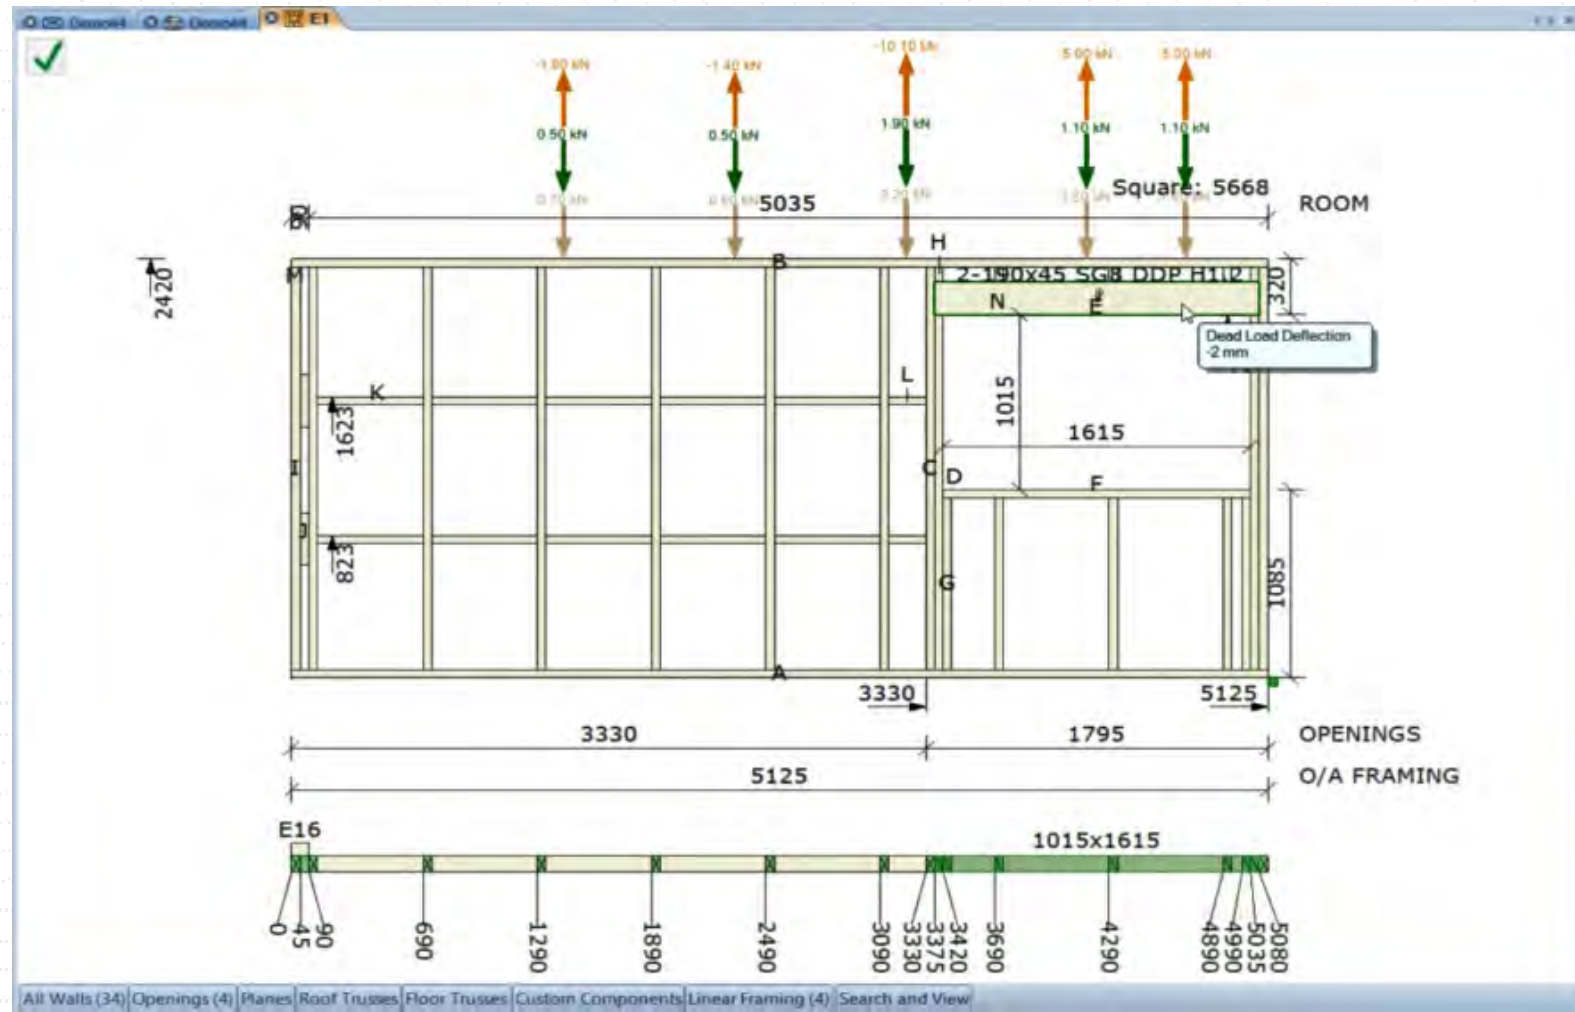 Demo44 Demo44 E1
-1.00 kN -1.40 kN -10.10 kN 5.00 kN 5.00 kN
0.50 kN 0.50 kN 1.90 kN 1.10 kN 1.10 kN
Square: 5668
5035 ROOM
H
B
M 2-190x45 SG8 DDP H1.2 320
2420
N E
Dead Load Deflection
-2 mm
L
K
1623
1015
1615
I C D F
J
823
G
1085
A
3330 5125
3330 1795 OPENINGS
5125 O/A FRAMING
E16
1015x1615
0 45 90 690 1290 1890 2490 3090 3330 3375 3420 3690 4290 4890 4990 5035 5080
All Walls (34) Openings (4) Planes Roof Trusses Floor Trusses Custom Components Linear Framing (4) Search and View